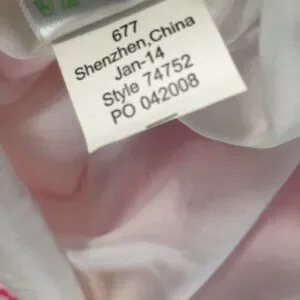 677
Shenzhen,China
Jan-14
Style 74752
PO 042008